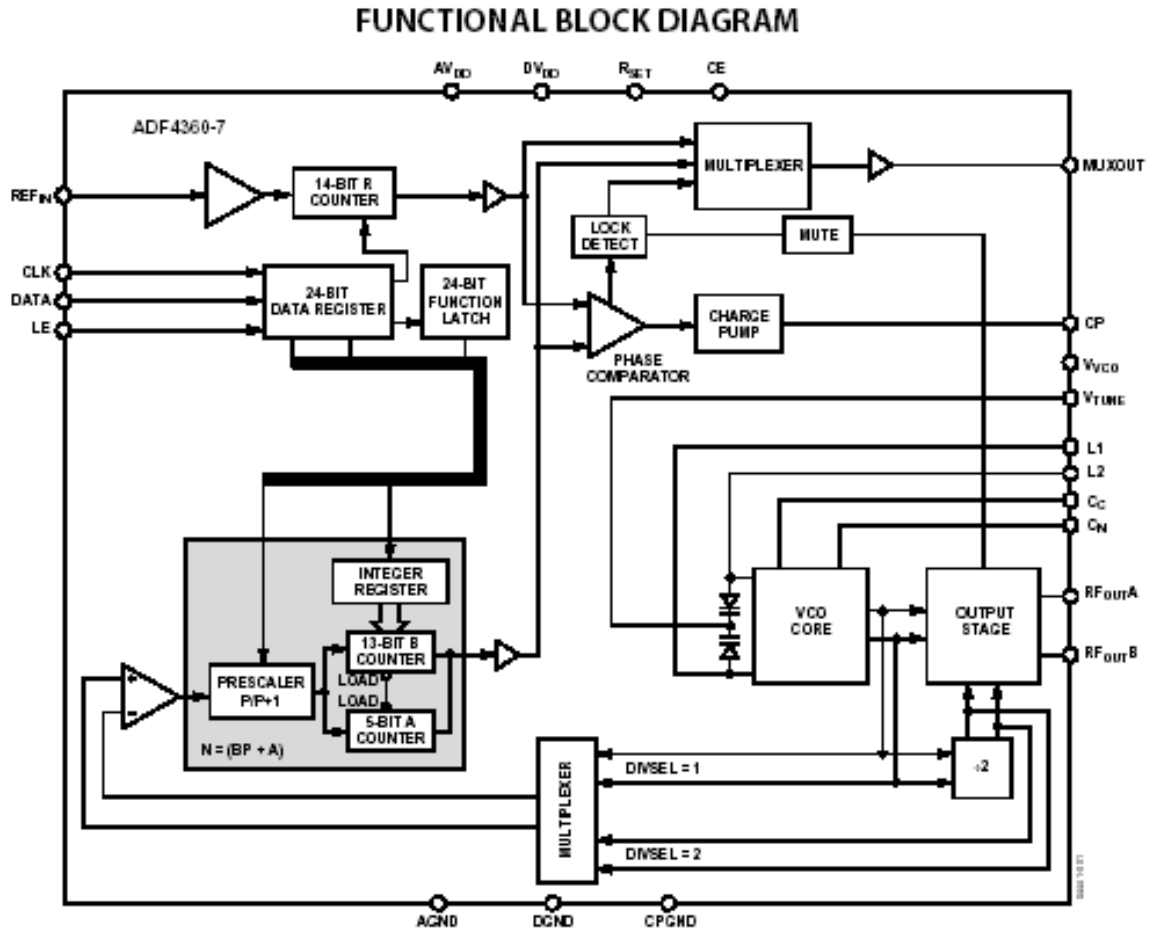 FUNCTIONAL BLOCK DIAGRAM
AVDD
DVDD
RSET
CE
ADF4360-7
REFIN
14-BIT R
COUNTER
MULTIPLEXER
MUXOUT
LOCK
DETECT
MUTE
CLK
DATA
LE
24-BIT
DATA REGISTER
24-BIT
FUNCTION
LATCH
PHASE
COMPARATOR
CHARGE
PUMP
CP
VVCO
VTUNE
L1
L2
CC
CN
INTEGER
REGISTER
13-BIT B
COUNTER
LOAD
LOAD
5-BIT A
COUNTER
PRESCALER
P/P+1
+
−
N = (BP + A)
VCO
CORE
OUTPUT
STAGE
RFOUTA
RFOUTB
MULTIPLEXER
DIVSEL = 1
DIVSEL = 2
÷2
AGND
DGND
CPGND